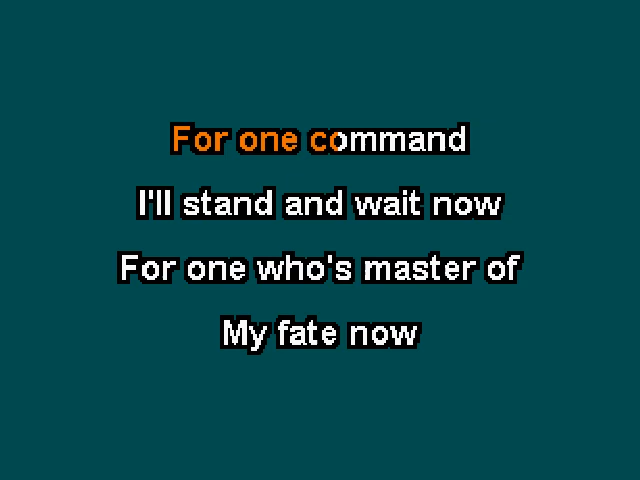 For one command
I'll stand and wait now
For one who's master of
My fate now